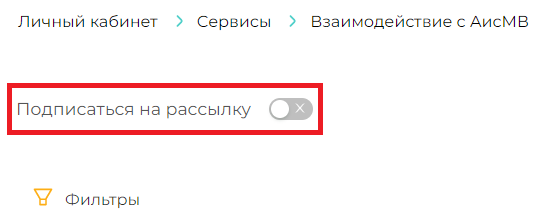 Личный кабинет > Сервисы > Взаимодействие с АисМВ
Подписаться на рассылку
Фильтры